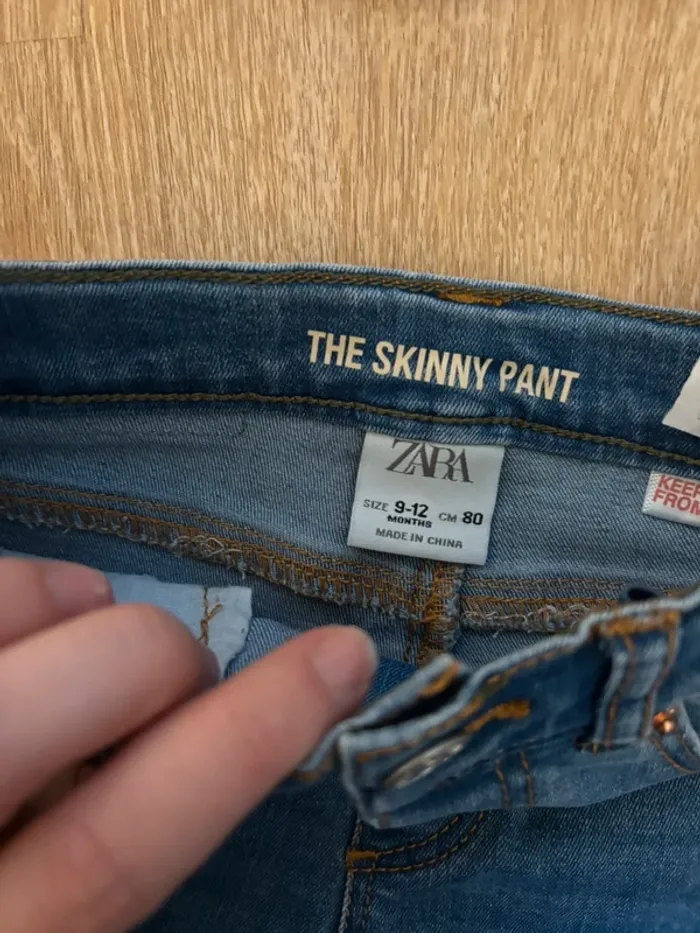 THE SKINNY PANT
ZARA
SIZE 9-12 CM 80
MONTHS
MADE IN CHINA
KEEP
FROM